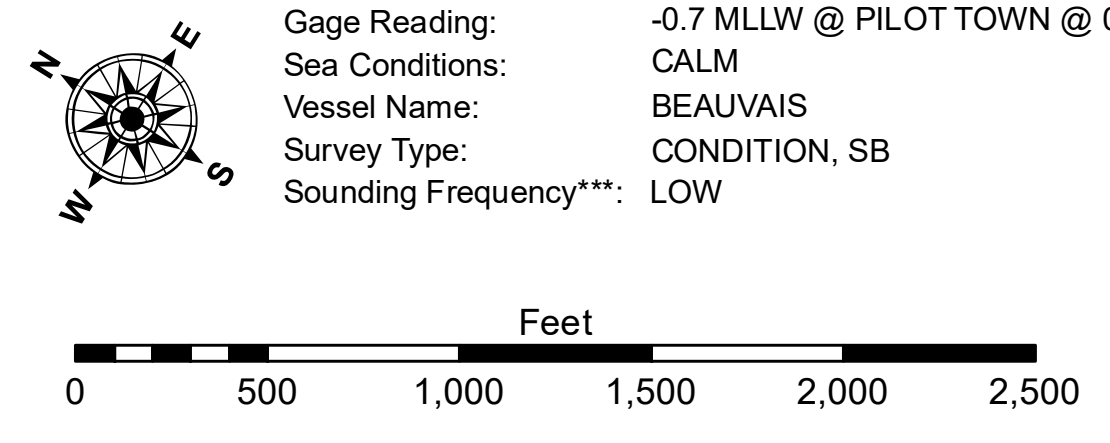 N
E
S
W
Gage Reading: -0.7 MLLW @ PILOT TOWN @
Sea Conditions: CALM
Vessel Name: BEAUVAIS
Survey Type: CONDITION, SB
Sounding Frequency***: LOW
Feet
0 500 1,000 1,500 2,000 2,500